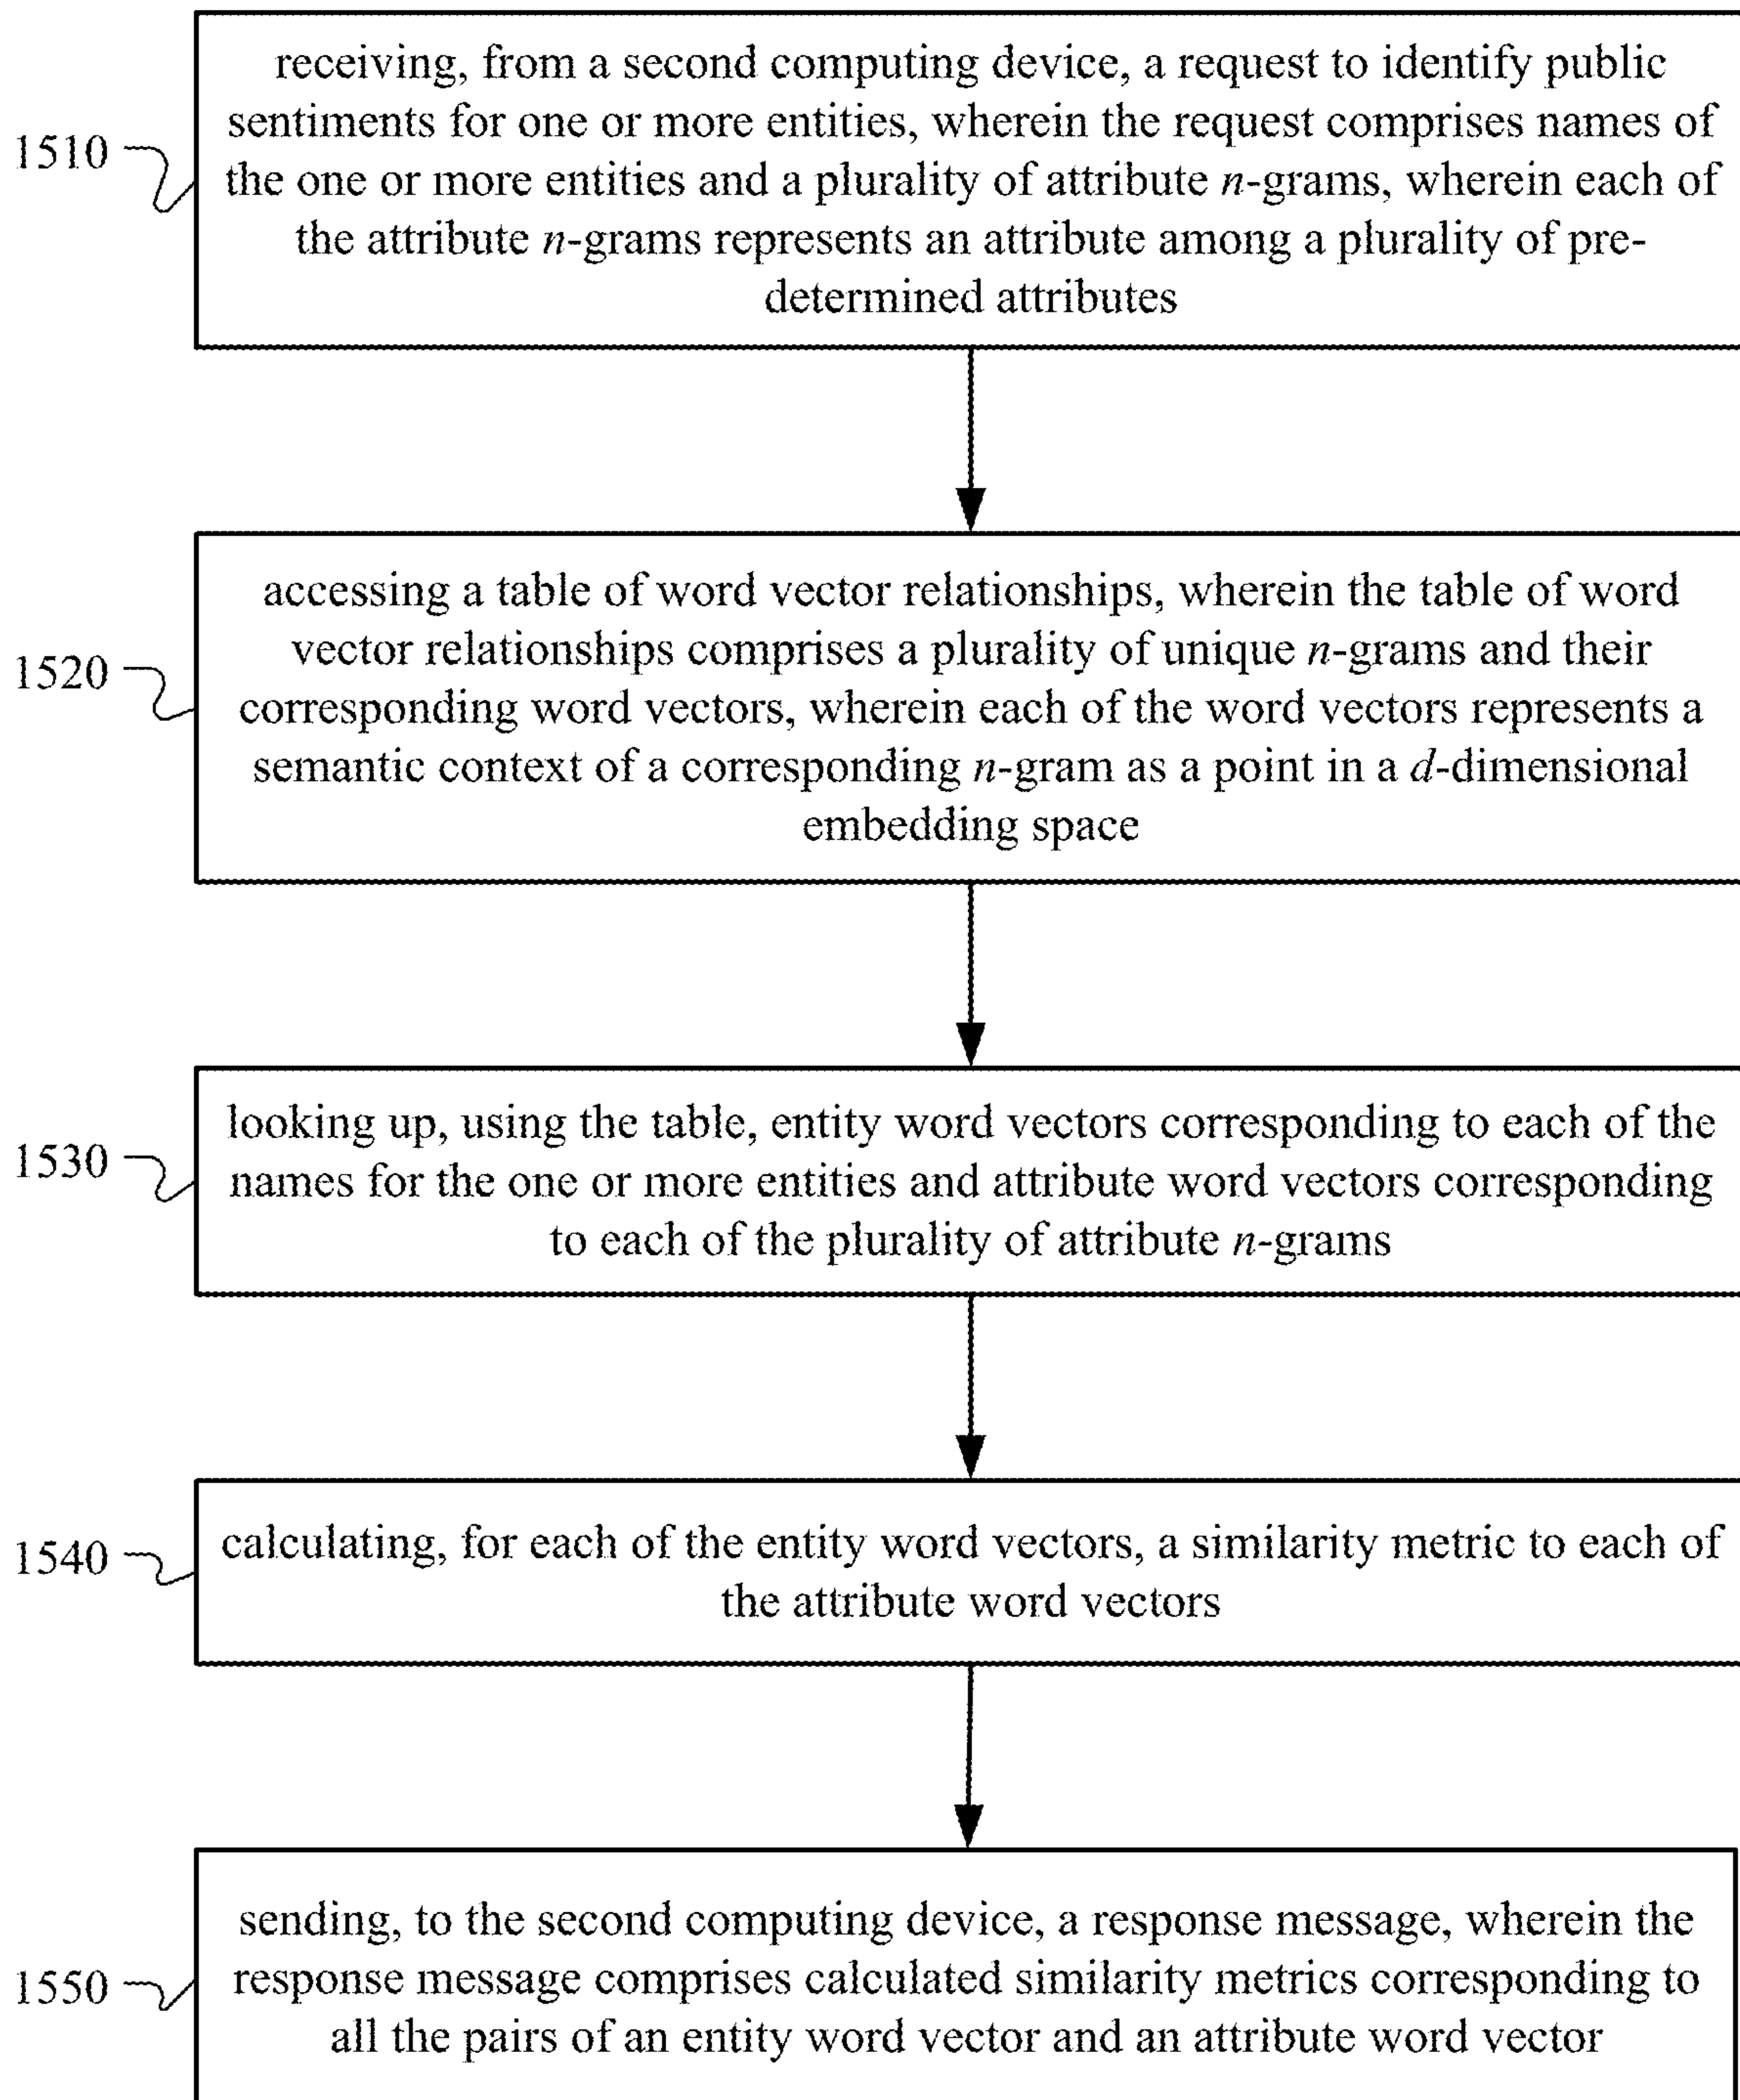 receiving, from a second computing device, a request to identify public
sentiments for one or more entities, wherein the request comprises names of
1510
the one or more entities and a plurality of attribute n-grams, wherein each of
the attribute n-grams represents an attribute among a plurality of pre-
determined attributes
accessing a table of word vector relationships, wherein the table of word
vector relationships comprises a plurality of unique n-grams and their
1520
corresponding word vectors, wherein each of the word vectors represents a
semantic context of a corresponding n-gram as a point in a d-dimensional
embedding space
looking up, using the table, entity word vectors corresponding to each of the
1530
names for the one or more entities and attribute word vectors corresponding
to each of the plurality of attribute n-grams
1540
calculating, for each of the entity word vectors, a similarity metric to each of
the attribute word vectors
sending, to the second computing device, a response message, wherein the
1550
response message comprises calculated similarity metrics corresponding to
all the pairs of an entity word vector and an attribute word vector